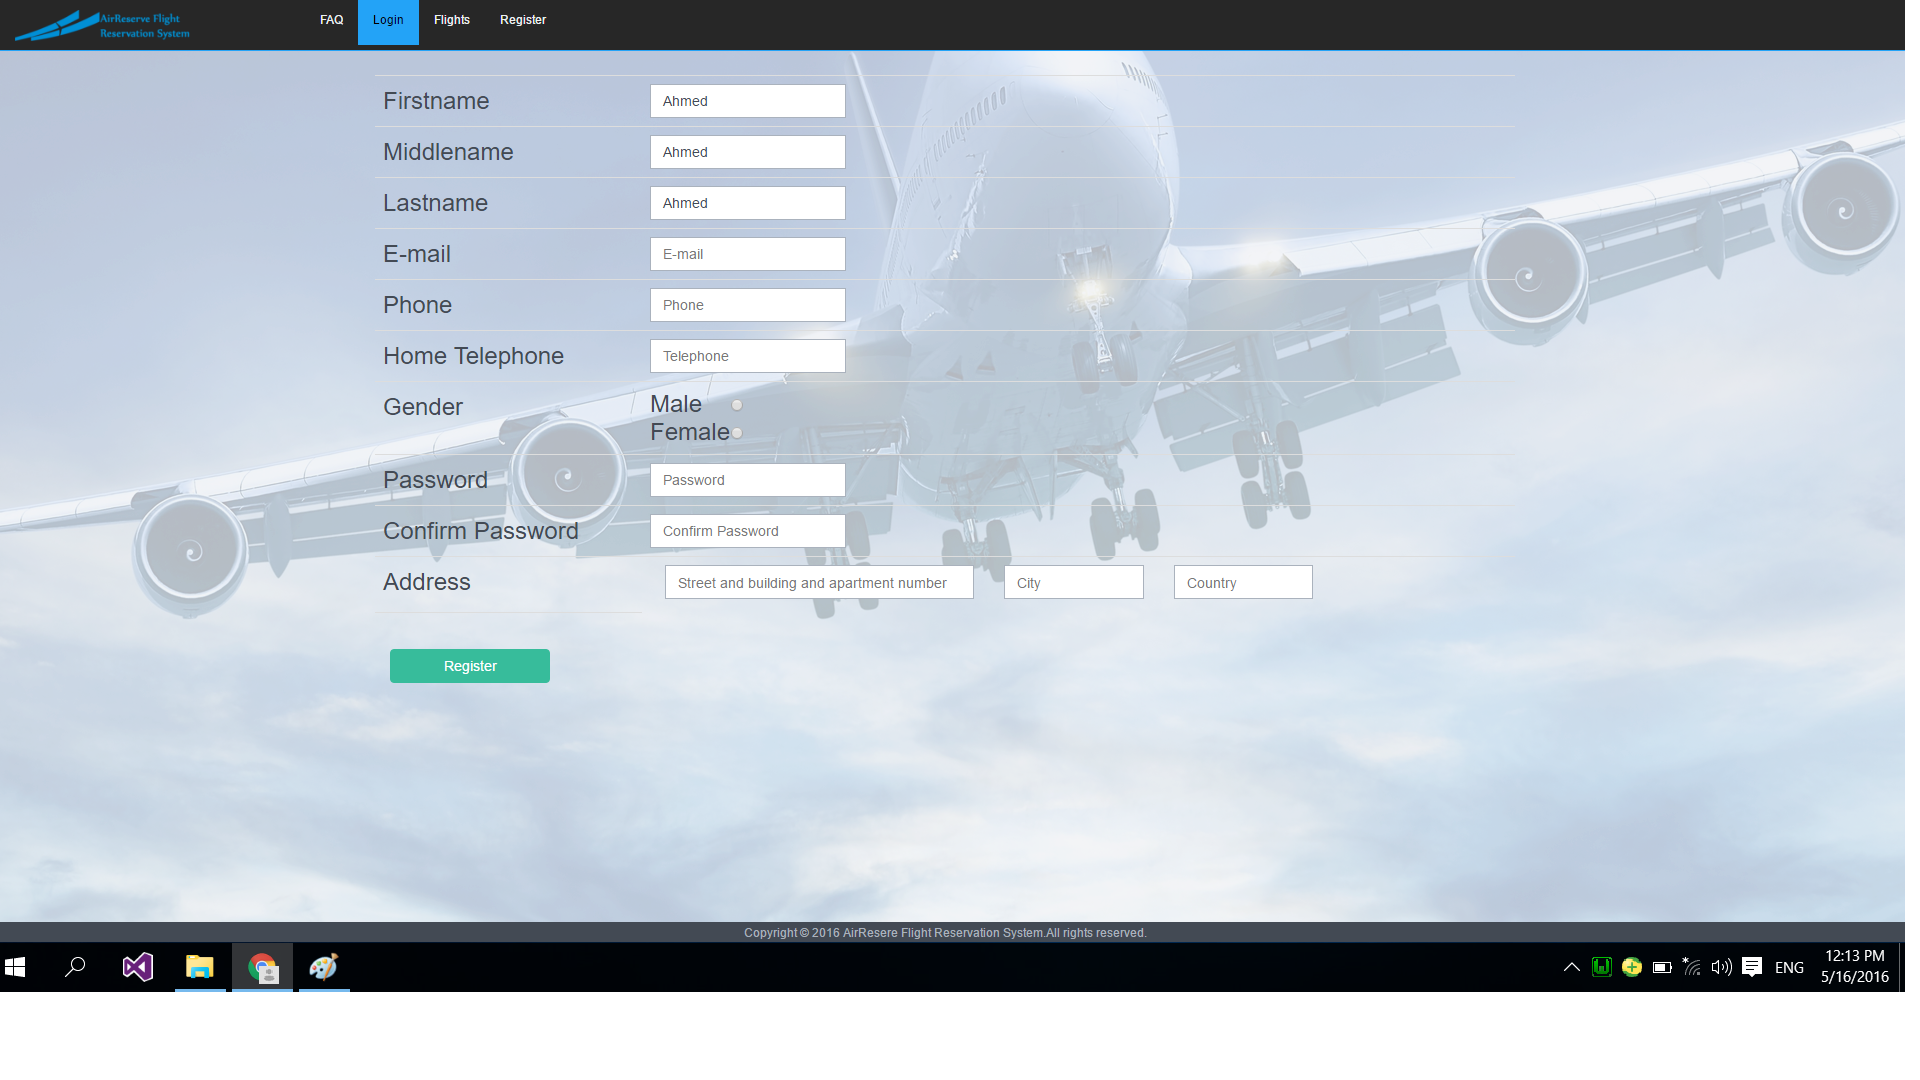 AirReserve Flight
Reservation System
FAQ Login Flights Register
Firstname Ahmed
Middlename Ahmed
Lastname Ahmed
E-mail E-mail
Phone Phone
Home Telephone Telephone
Gender Male
Female
Password Password
Confirm Password Confirm Password
Address Street and building and apartment number City Country
Register
Copyright © 2016 AirResere Flight Reservation System.All rights reserved.
ENG
12:13 PM
5/16/2016